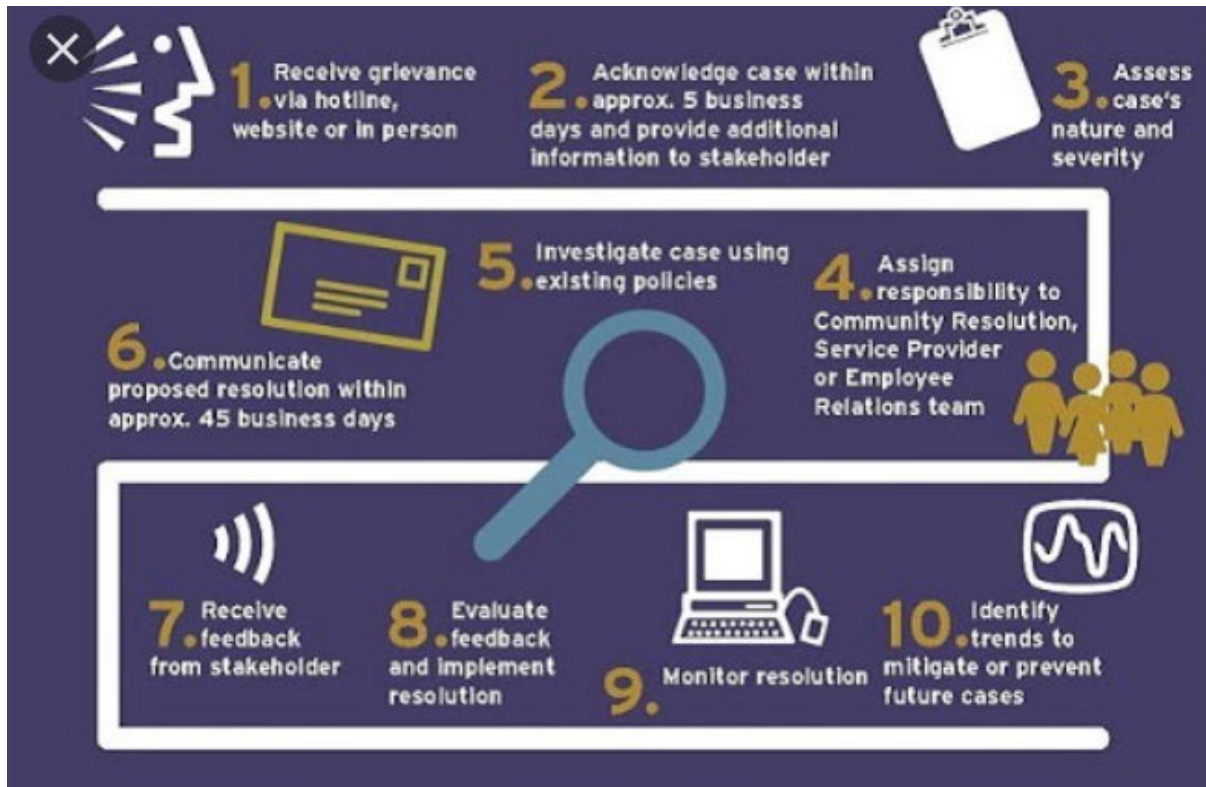 1. Receive grievance
via hotline,
website or in person
2. Acknowledge case within
approx. 5 business
days and provide additional
information to stakeholder
3. Assess
case's
nature and
severity
4. Assign
responsibility to
Community Resolution,
Service Provider
or Employee
Relations team
5. Investigate case using
existing policies
6. Communicate
proposed resolution within
approx. 45 business days
7. Receive
feedback
from stakeholder
8. Evaluate
feedback
and implement
resolution
9. Monitor resolution
10. Identify
trends to
mitigate or prevent
future cases